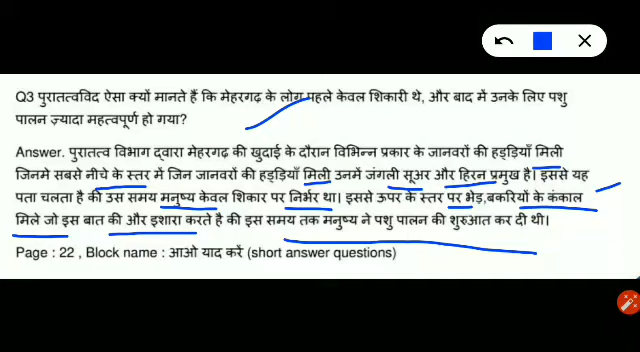 Q3 पुरातत्वविद ऐसा क्यों मानते हैं कि मेहरगढ़ के लोग पहले केवल शिकारी थे, और बाद में उनके लिए पशु
पालन ज़्यादा महत्वपूर्ण हो गया?
Answer. पुरातत्व विभाग द्वारा मेहरगढ़ की खुदाई के दौरान विभिन्न प्रकार के जानवरों की हड्डियाँ मिली
जिनमे सबसे नीचे के स्तर में जिन जानवरों की हड्डियाँ मिली उनमें जंगली सूअर और हिरन प्रमुख है। इससे यह
पता चलता है की उस समय मनुष्य केवल शिकार पर निर्भर था। इससे ऊपर के स्तर पर भेड़,बकरियों के कंकाल
मिले जो इस बात की और इशारा करते है की इस समय तक मनुष्य ने पशु पालन की शुरुआत कर दी थी।
Page : 22 , Block name : आओ याद करें (short answer questions)